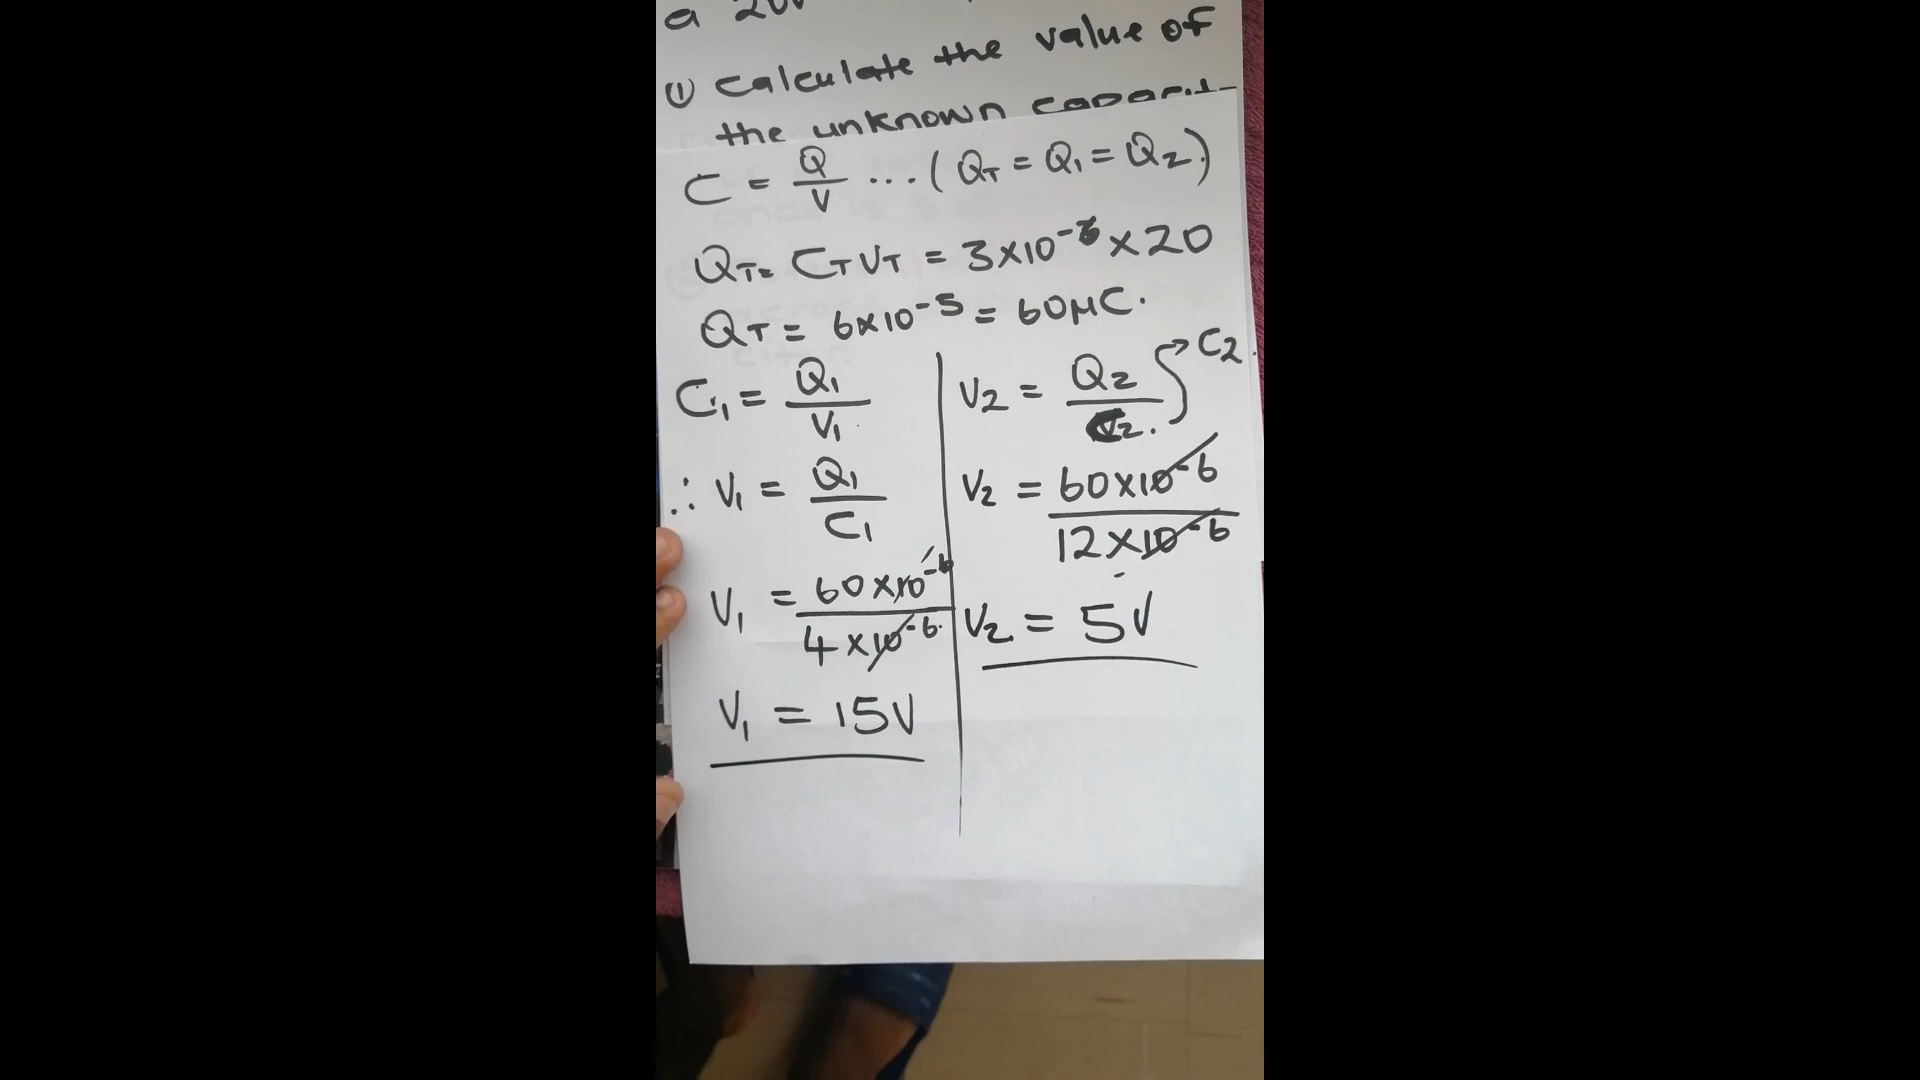 a 20V
① Calculate the value of
the unknown
C = Q/V ... (QT = Q1 = Q2)
QT = CTVT = 3×10⁻⁶ × 20
QT = 6×10⁻⁵ = 60μC.
C1 = Q1/V1
∴ V1 = Q1/C1
V1 = 60×10⁻⁶/4×10⁻⁶
V1 = 15V
V2 = Q2/C2. → C2.
V2 = 60×10⁻⁶/12×10⁻⁶
V2 = 5V